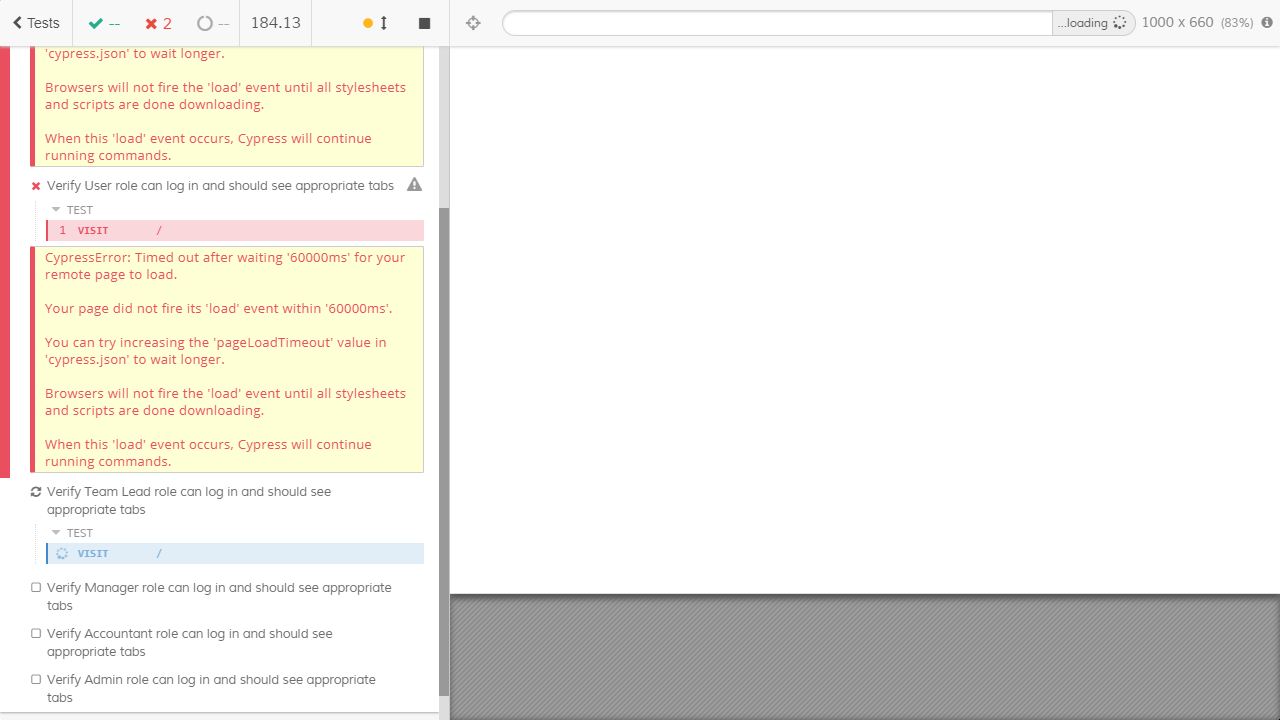 Tests
--
2
--
184.13
...loading
1000 x 660 (83%)
'cypress.json' to wait longer.
Browsers will not fire the 'load' event until all stylesheets
and scripts are done downloading.
When this 'load' event occurs, Cypress will continue
running commands.
Verify User role can log in and should see appropriate tabs
TEST
1 VISIT /
CypressError: Timed out after waiting '60000ms' for your
remote page to load.
Your page did not fire its 'load' event within '60000ms'.
You can try increasing the 'pageLoadTimeout' value in
'cypress.json' to wait longer.
Browsers will not fire the 'load' event until all stylesheets
and scripts are done downloading.
When this 'load' event occurs, Cypress will continue
running commands.
Verify Team Lead role can log in and should see
appropriate tabs
TEST
VISIT /
Verify Manager role can log in and should see appropriate
tabs
Verify Accountant role can log in and should see
appropriate tabs
Verify Admin role can log in and should see appropriate
tabs